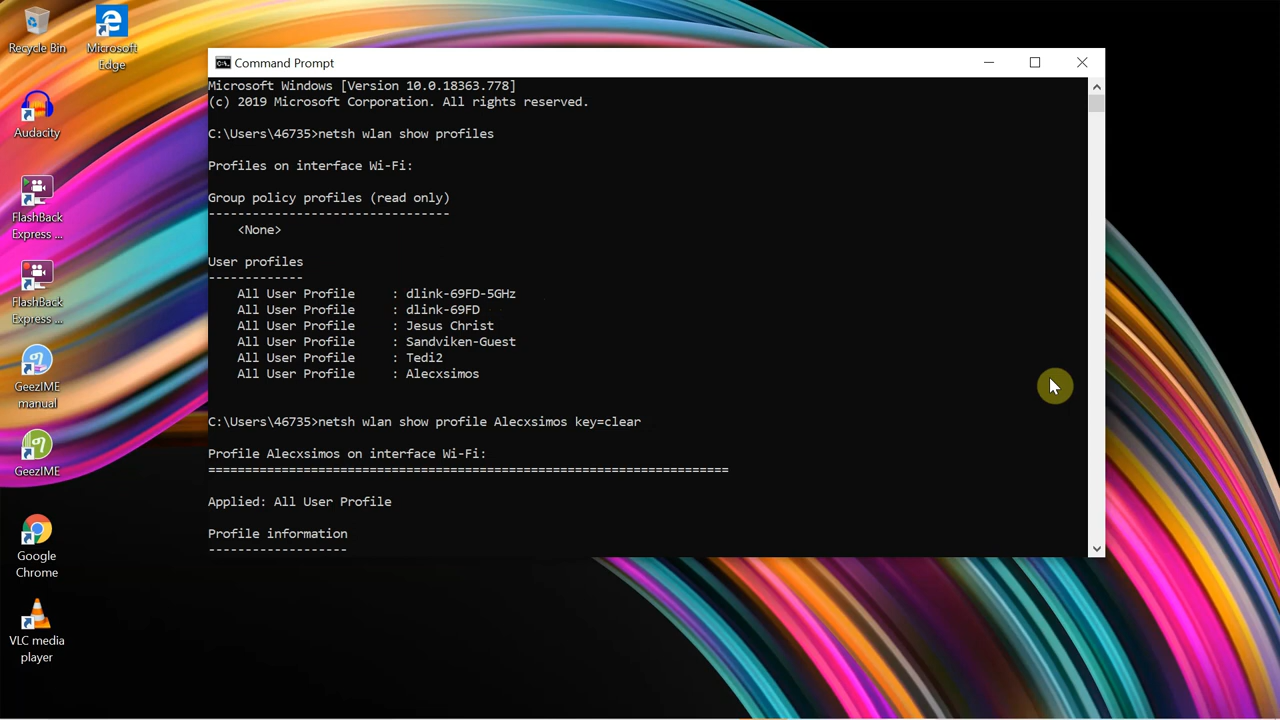 Recycle Bin
Microsoft
Edge
Audacity
FlashBack
Express ...
FlashBack
Express ...
GeezIME
manual
GeezIME
Google
Chrome
VLC media
player
Command Prompt
Microsoft Windows [Version 10.0.18363.778]
(c) 2019 Microsoft Corporation. All rights reserved.
C:\Users\46735>netsh wlan show profiles
Profiles on interface Wi-Fi:
Group policy profiles (read only)
---------------------------------
<None>
User profiles
-------------
All User Profile     : dlink-69FD-5GHz
All User Profile     : dlink-69FD
All User Profile     : Jesus Christ
All User Profile     : Sandviken-Guest
All User Profile     : Tedi2
All User Profile     : Alecxsimos
C:\Users\46735>netsh wlan show profile Alecxsimos key=clear
Profile Alecxsimos on interface Wi-Fi:
=======================================================================
Applied: All User Profile
Profile information
-------------------